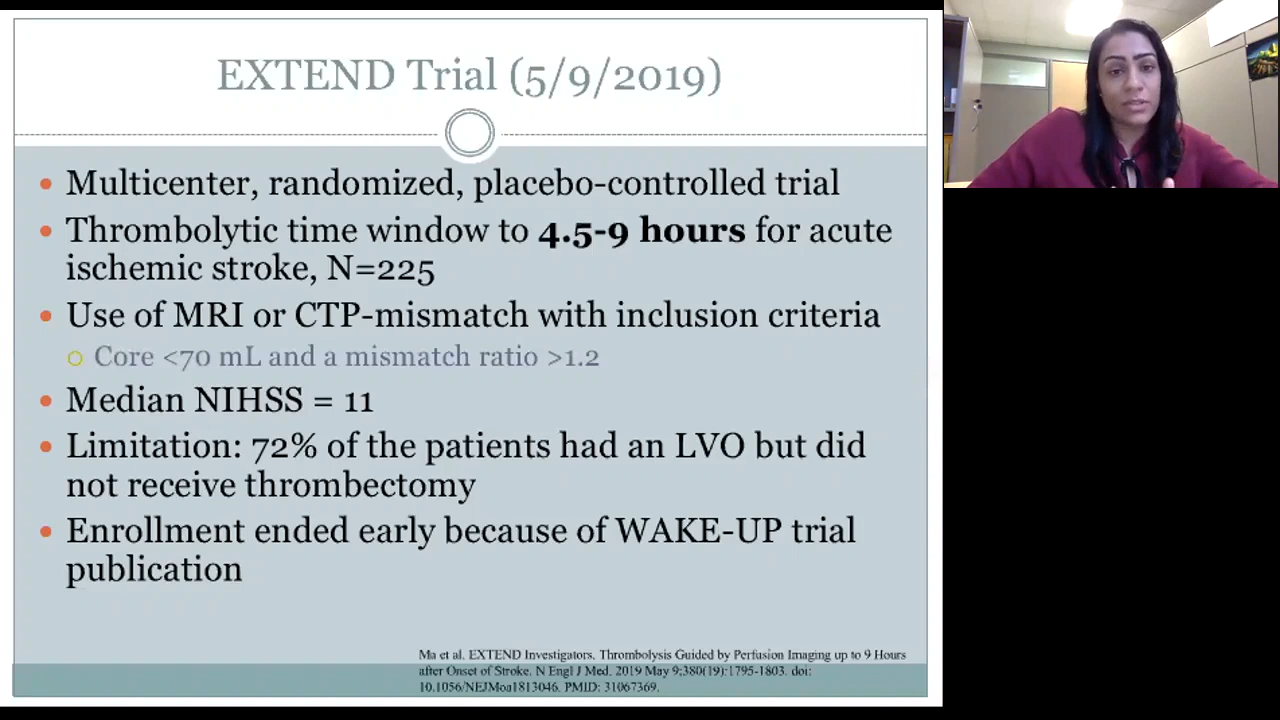 EXTEND Trial (5/9/2019)
• Multicenter, randomized, placebo-controlled trial
• Thrombolytic time window to 4.5-9 hours for acute
ischemic stroke, N=225
• Use of MRI or CTP-mismatch with inclusion criteria
○ Core <70 mL and a mismatch ratio >1.2
• Median NIHSS = 11
• Limitation: 72% of the patients had an LVO but did
not receive thrombectomy
• Enrollment ended early because of WAKE-UP trial
publication
Ma et al. EXTEND Investigators. Thrombolysis Guided by Perfusion Imaging up to 9 Hours
after Onset of Stroke. N Engl J Med. 2019 May 9;380(19):1795-1803. doi:
10.1056/NEJMoa1813046. PMID: 31067369.